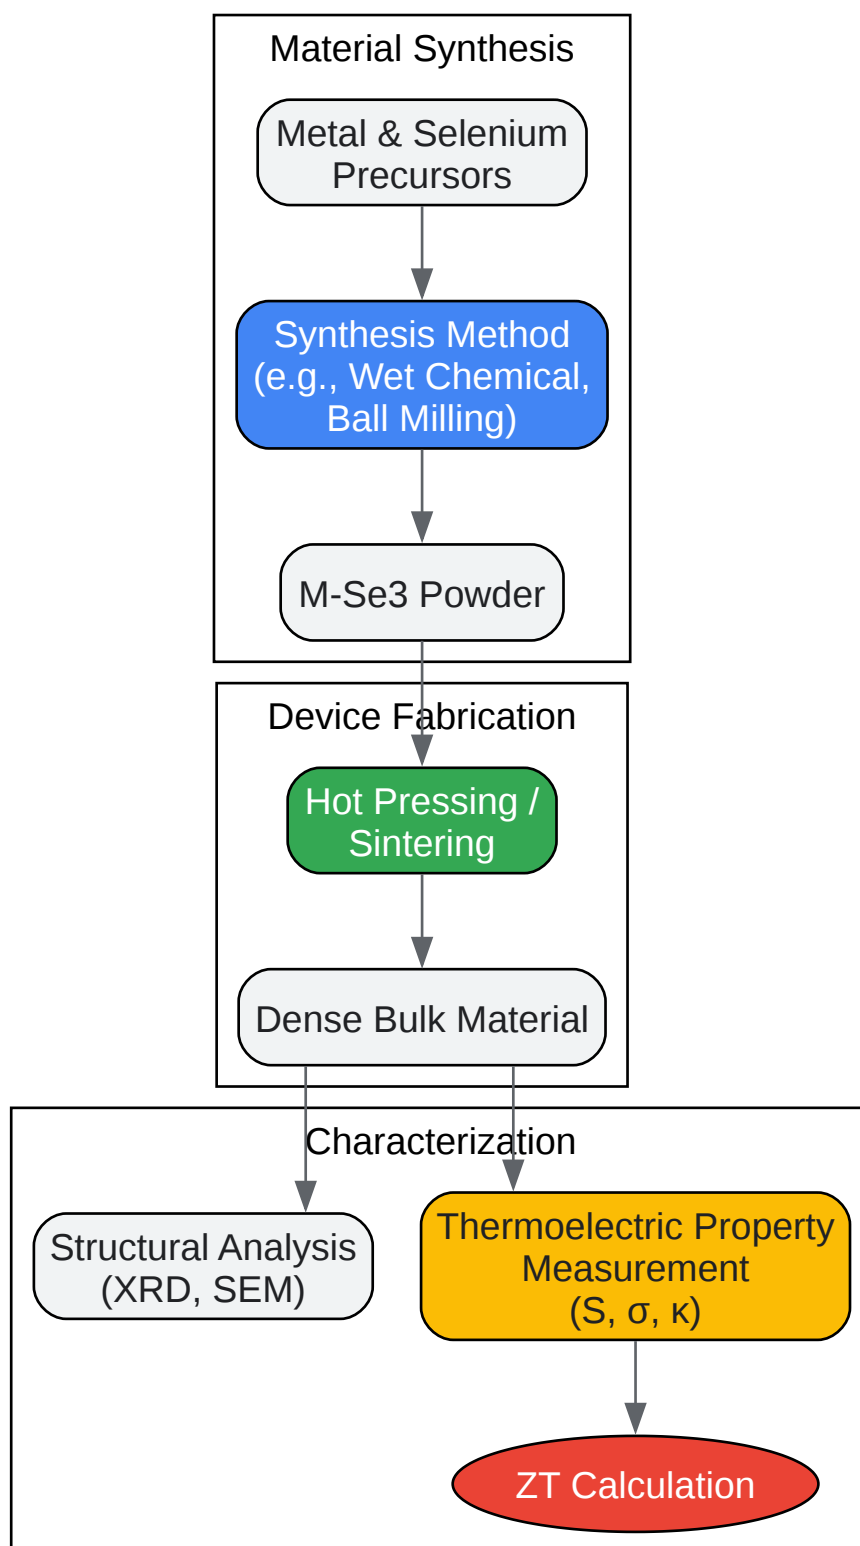 Material Synthesis
Metal & Selenium
Precursors
Synthesis Method
(e.g., Wet Chemical,
Ball Milling)
M-Se3 Powder
Device Fabrication
Hot Pressing /
Sintering
Dense Bulk Material
Characterization
Structural Analysis
(XRD, SEM)
Thermoelectric Property
Measurement
(S, σ, κ)
ZT Calculation